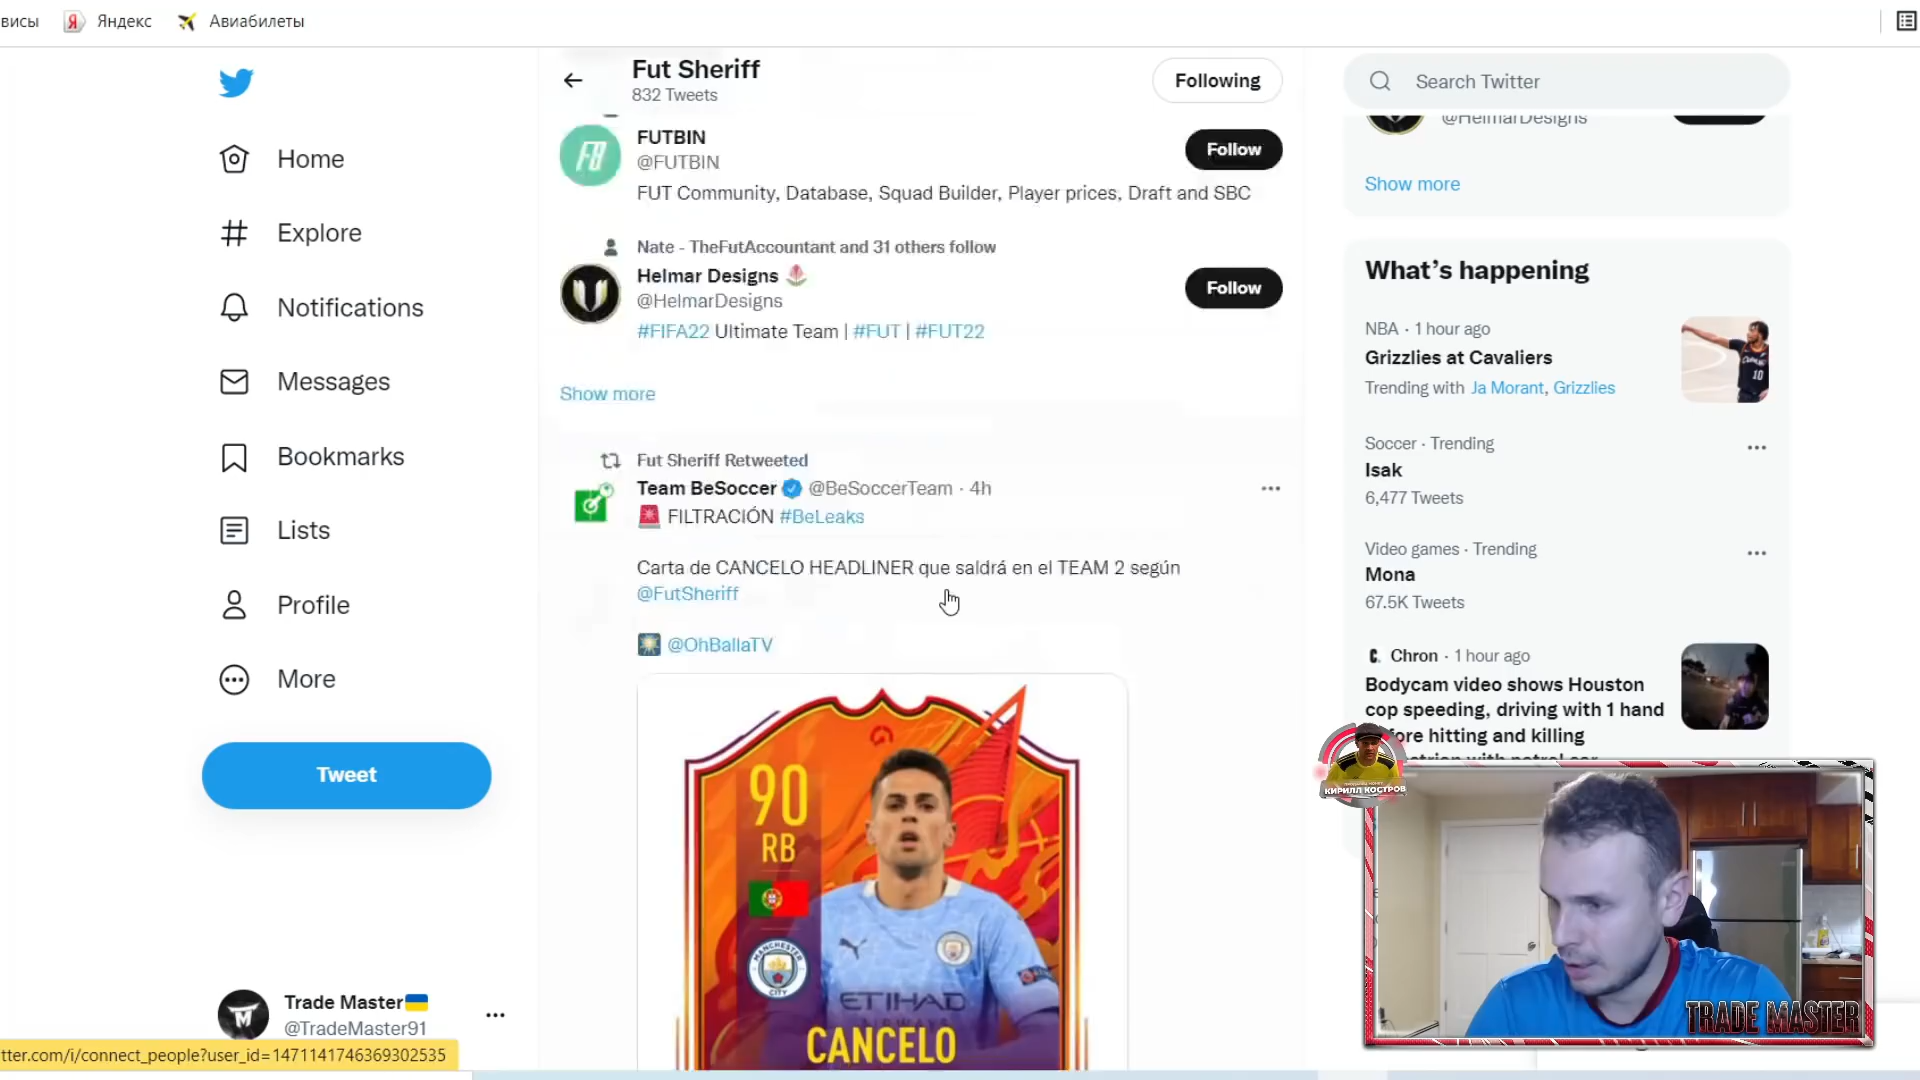 висы
Яндекс
Авиабилеты
Fut Sheriff
832 Tweets
Following
Search Twitter
Home
Explore
Notifications
Messages
Bookmarks
Lists
Profile
More
Tweet
Trade Master
@TradeMaster91
tter.com/i/connect_people?user_id=1471141746369302535
FUTBIN
@FUTBIN
Follow
FUT Community, Database, Squad Builder, Player prices, Draft and SBC
Nate - TheFutAccountant and 31 others follow
Helmar Designs
@HelmarDesigns
Follow
#FIFA22 Ultimate Team | #FUT | #FUT22
Show more
Fut Sheriff Retweeted
Team BeSoccer @BeSoccerTeam · 4h
FILTRACIÓN #BeLeaks
Carta de CANCELO HEADLINER que saldrá en el TEAM 2 según
@FutSheriff
@OhBallaTV
90
RB
MANCHESTER
CITY
ETIHAD
CANCELO
@HelmarDesigns
Show more
What's happening
NBA · 1 hour ago
Grizzlies at Cavaliers
Trending with Ja Morant, Grizzlies
Soccer · Trending
Isak
6,477 Tweets
Video games · Trending
Mona
67.5K Tweets
Chron · 1 hour ago
Bodycam video shows Houston
cop speeding, driving with 1 hand
fore hitting and killing
КИРИЛЛ КОСТРОВ
TRADE MASTER